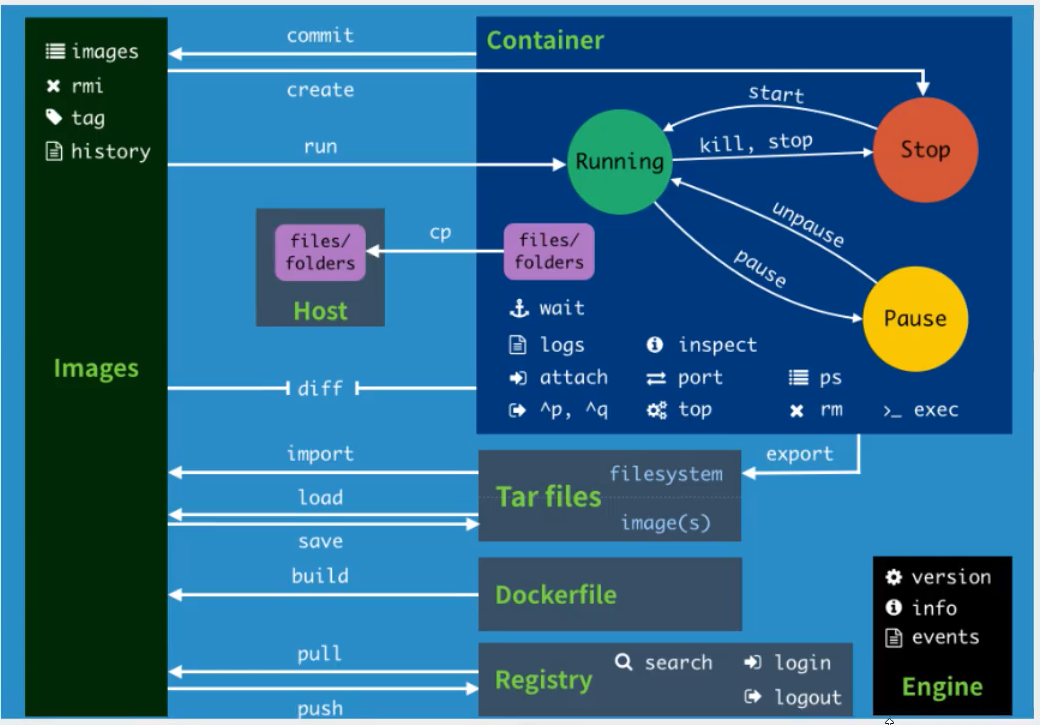 images
rmi
tag
history
Images
commit
create
run
Container
start
kill, stop
Running
Stop
unpause
pause
Pause
files/
folders
Host
cp
files/
folders
wait
logs
inspect
attach
port
ps
^p, ^q
top
rm
>_ exec
diff
import
load
save
export
filesystem
Tar files
image(s)
build
Dockerfile
pull
push
Registry
search
login
logout
version
info
events
Engine